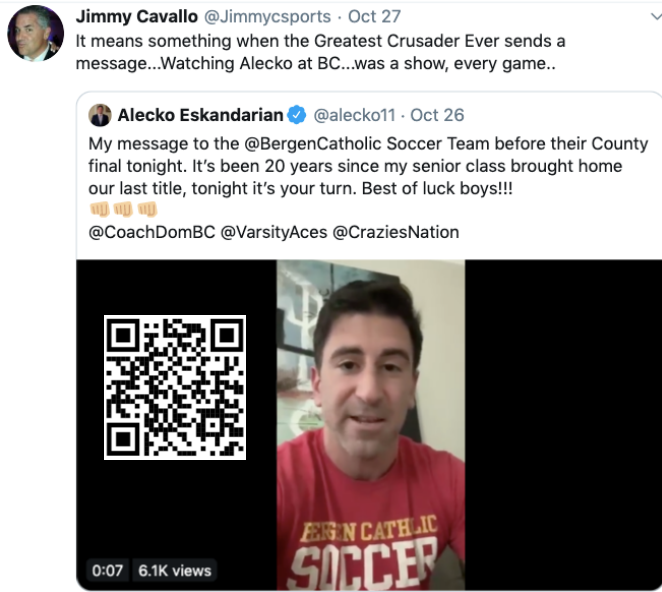 Jimmy Cavallo @Jimmycsports · Oct 27
It means something when the Greatest Crusader Ever sends a
message...Watching Alecko at BC...was a show, every game..
Alecko Eskandarian @alecko11 · Oct 26
My message to the @BergenCatholic Soccer Team before their County
final tonight. It's been 20 years since my senior class brought home
our last title, tonight it's your turn. Best of luck boys!!!
👊🏼👊🏼👊🏼
@CoachDomBC @VarsityAces @CraziesNation
BERGEN CATHOLIC
SOCCER
0:07 6.1K views